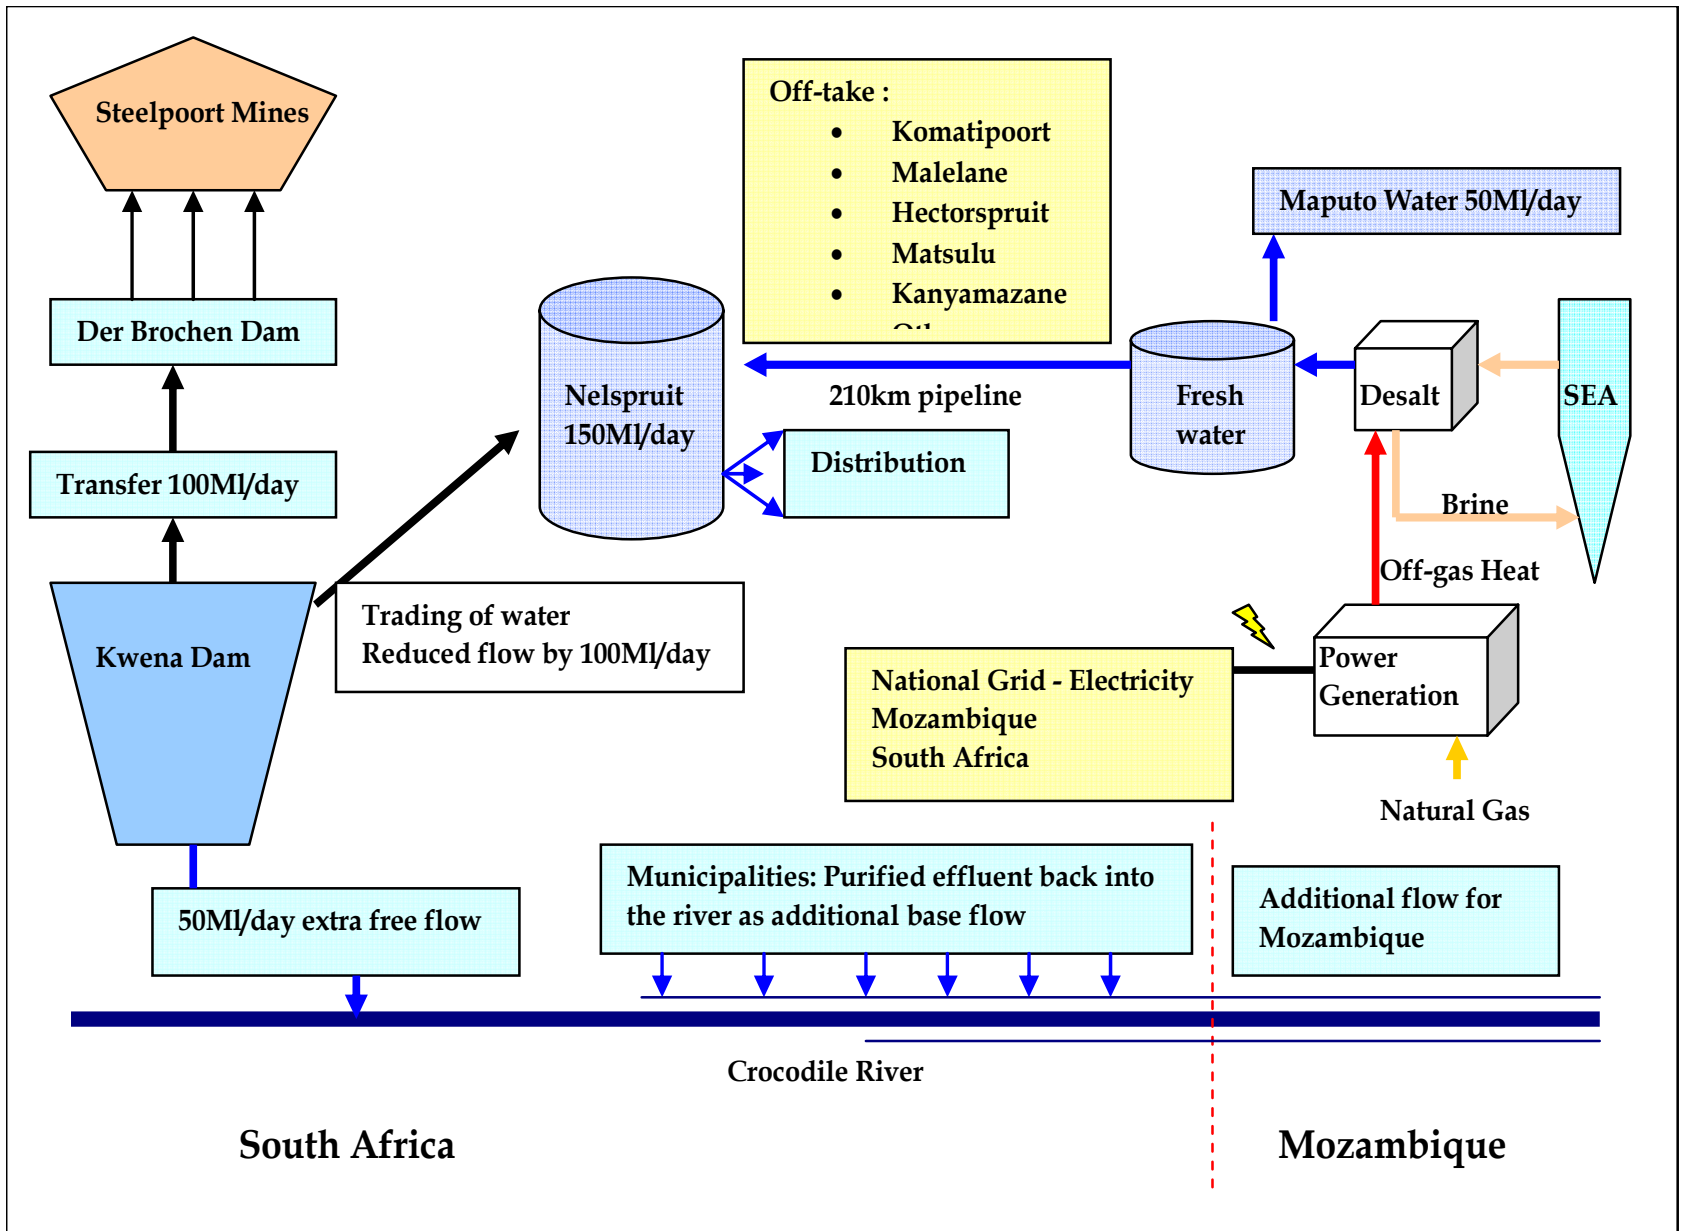 Steelpoort Mines
Off-take :
• Komatipoort
• Malelane
• Hectorspruit
• Matsulu
• Kanyamazane
Maputo Water 50Ml/day
Der Brochen Dam
Nelspruit
150Ml/day
210km pipeline
Fresh
water
Desalt
SEA
Transfer 100Ml/day
Distribution
Brine
Off-gas Heat
Kwena Dam
Trading of water
Reduced flow by 100Ml/day
National Grid - Electricity
Mozambique
South Africa
Power
Generation
Natural Gas
50Ml/day extra free flow
Municipalities: Purified effluent back into
the river as additional base flow
Additional flow for
Mozambique
Crocodile River
South Africa
Mozambique